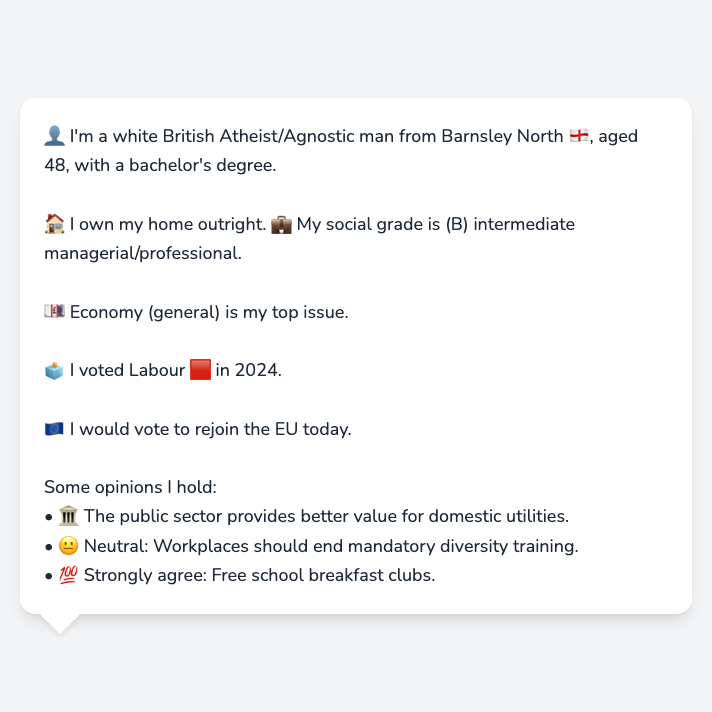 👤 I'm a white British Atheist/Agnostic man from Barnsley North 🏴󠁧󠁢󠁥󠁮󠁧󠁿, aged
48, with a bachelor's degree.
🏠 I own my home outright. 💼 My social grade is (B) intermediate
managerial/professional.
💷 Economy (general) is my top issue.
🗳️ I voted Labour 🟥 in 2024.
🇪🇺 I would vote to rejoin the EU today.
Some opinions I hold:
• 🏛️ The public sector provides better value for domestic utilities.
• 😐 Neutral: Workplaces should end mandatory diversity training.
• 💯 Strongly agree: Free school breakfast clubs.